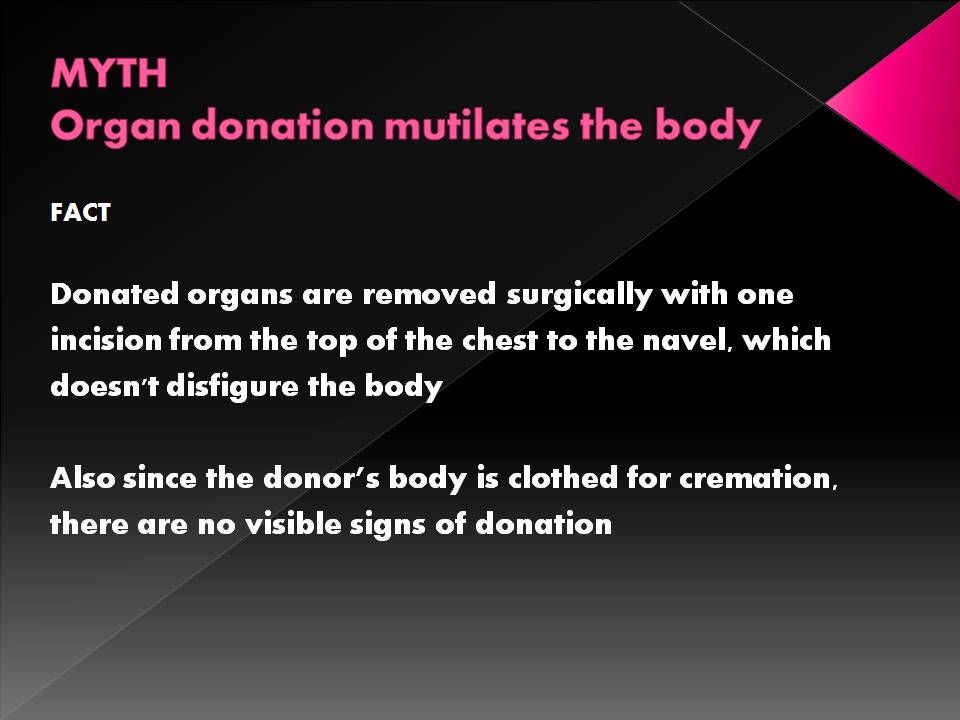 MYTH
Organ donation mutilates the body
FACT
Donated organs are removed surgically with one
incision from the top of the chest to the navel, which
doesn't disfigure the body
Also since the donor’s body is clothed for cremation,
there are no visible signs of donation